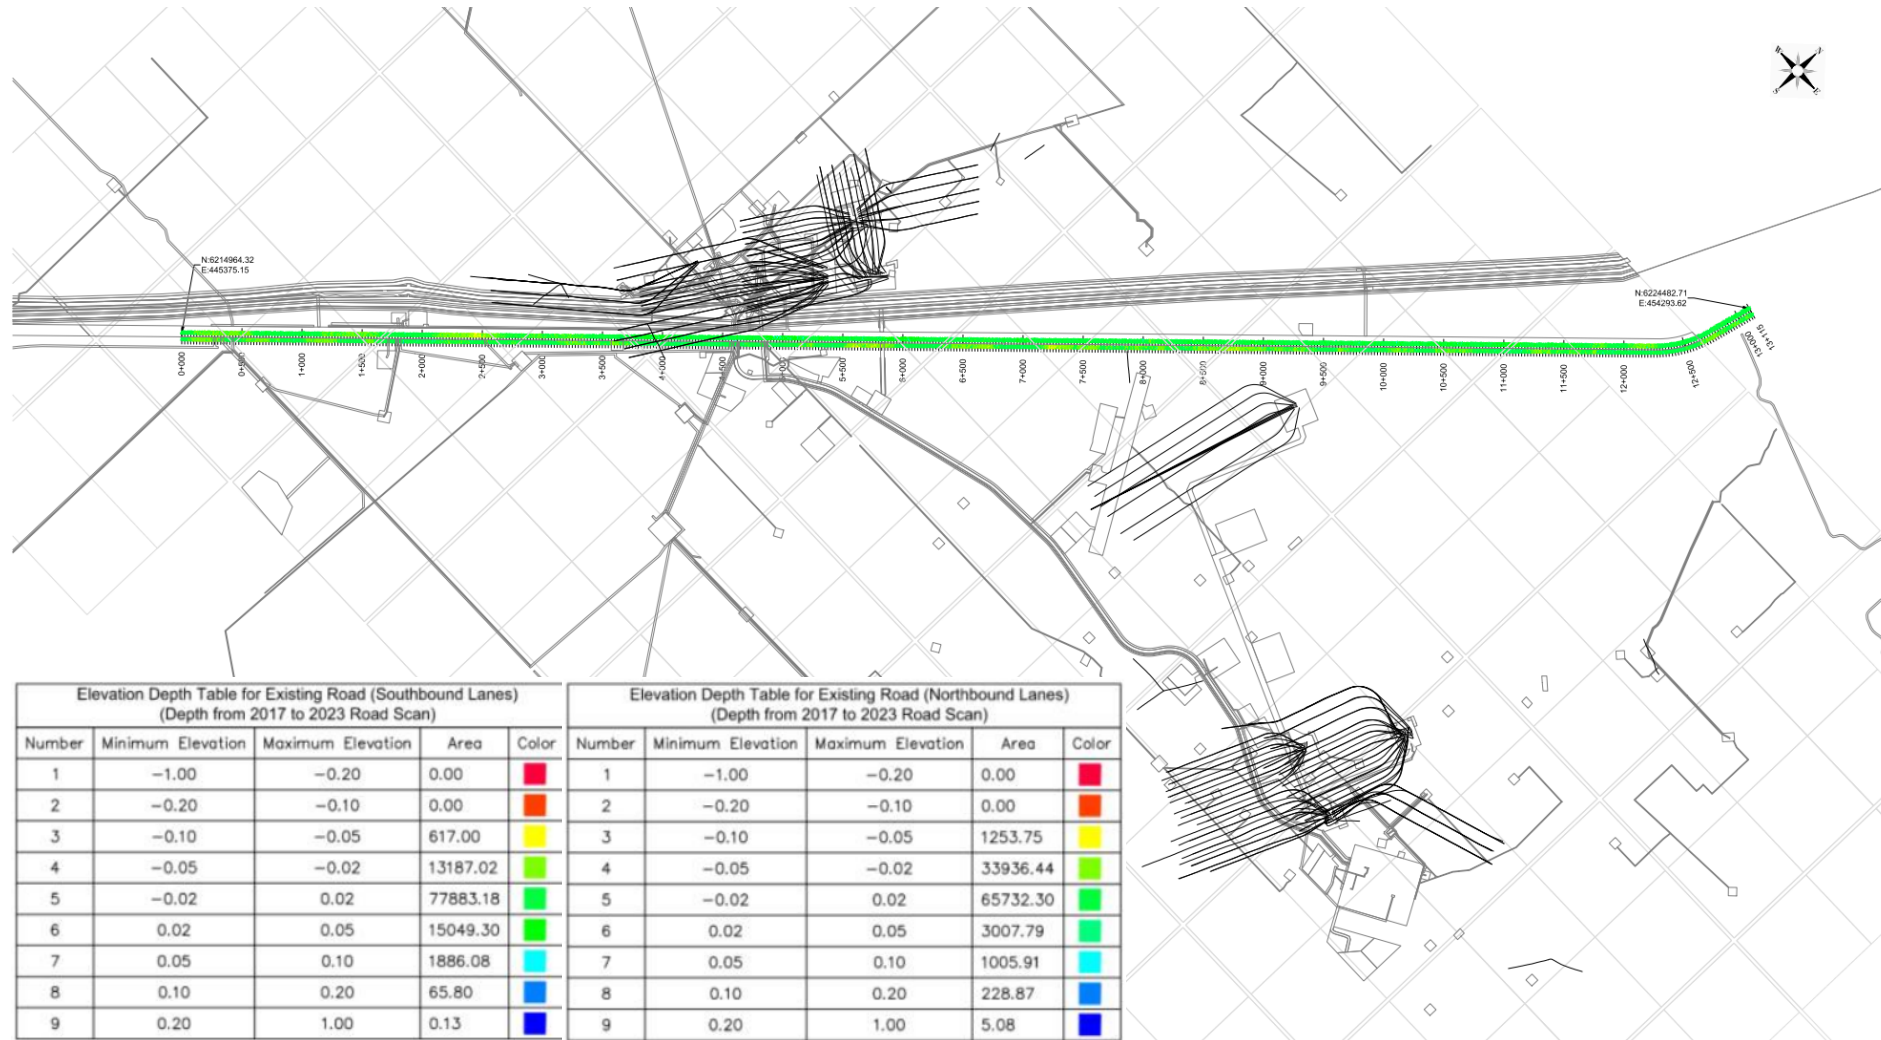 W N
S E
N:6214964.32
E:445375.15
N:6224482.71
E:454293.62
0+000
1+000
2+000
3+000
3+500
4+000
5+500
6+500
7+000
7+500
8+000
9+000
9+500
10+000
10+500
11+000
11+500
12+000
12+500
13+000
13+115
Elevation Depth Table for Existing Road (Southbound Lanes)
(Depth from 2017 to 2023 Road Scan)
Number Minimum Elevation Maximum Elevation Area Color
1 −1.00 −0.20 0.00
2 −0.20 −0.10 0.00
3 −0.10 −0.05 617.00
4 −0.05 −0.02 13187.02
5 −0.02 0.02 77883.18
6 0.02 0.05 15049.30
7 0.05 0.10 1886.08
8 0.10 0.20 65.80
9 0.20 1.00 0.13
Elevation Depth Table for Existing Road (Northbound Lanes)
(Depth from 2017 to 2023 Road Scan)
Number Minimum Elevation Maximum Elevation Area Color
1 −1.00 −0.20 0.00
2 −0.20 −0.10 0.00
3 −0.10 −0.05 1253.75
4 −0.05 −0.02 33936.44
5 −0.02 0.02 65732.30
6 0.02 0.05 3007.79
7 0.05 0.10 1005.91
8 0.10 0.20 228.87
9 0.20 1.00 5.08